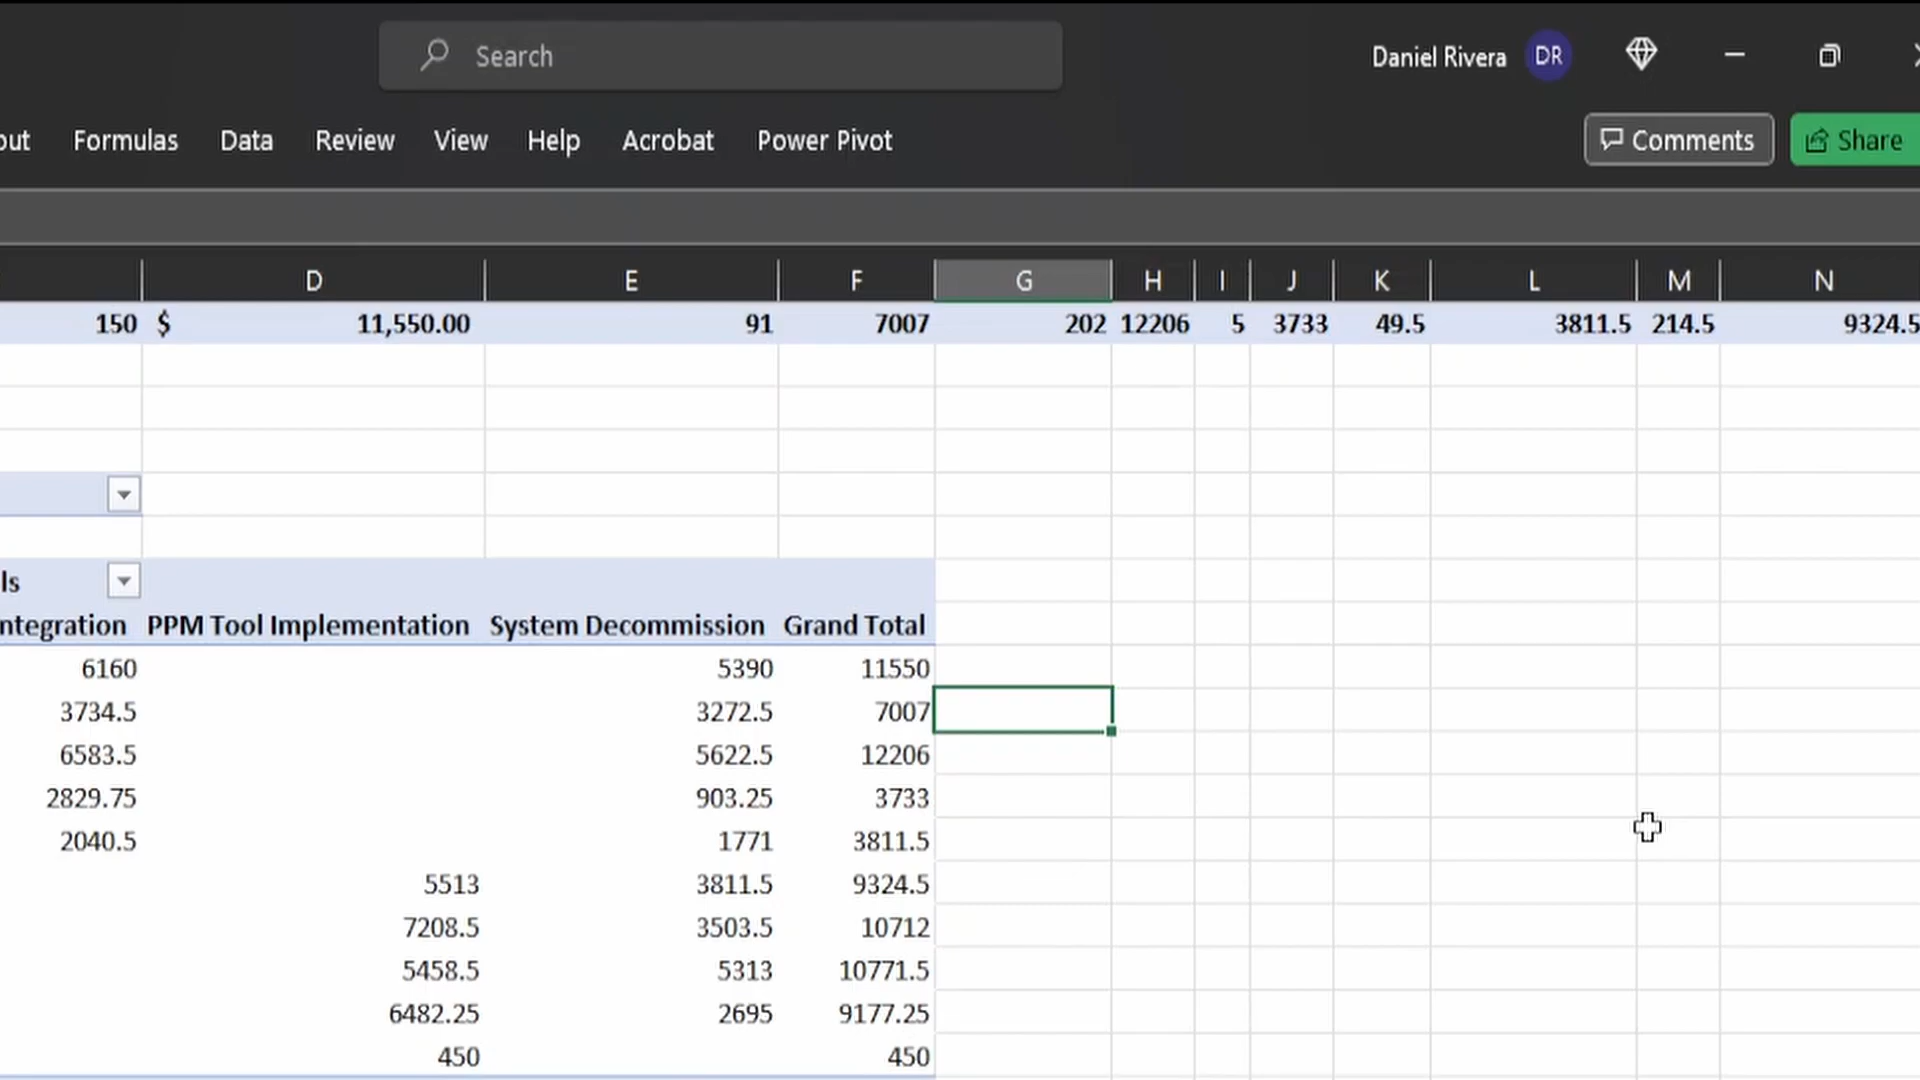 Search
Daniel Rivera DR
out Formulas Data Review View Help Acrobat Power Pivot Comments Share
D E F G H I J K L M N
150 $ 11,550.00 91 7007 202 12206 5 3733 49.5 3811.5 214.5 9324.5
ls
ntegration PPM Tool Implementation System Decommission Grand Total
6160 5390 11550
3734.5 3272.5 7007
6583.5 5622.5 12206
2829.75 903.25 3733
2040.5 1771 3811.5
5513 3811.5 9324.5
7208.5 3503.5 10712
5458.5 5313 10771.5
6482.25 2695 9177.25
450 450